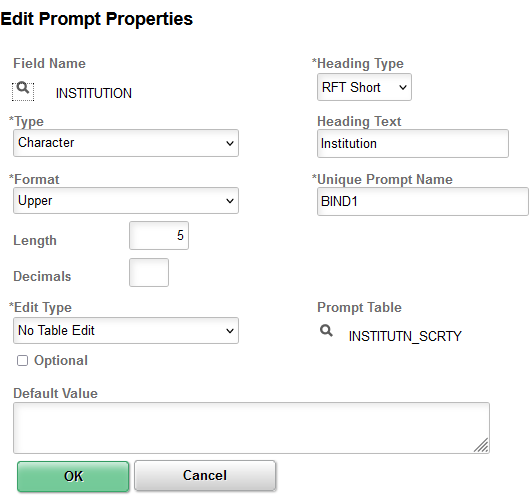 Edit Prompt Properties
Field Name
*Heading Type
INSTITUTION
RFT Short
*Type
Heading Text
Character
Institution
*Format
*Unique Prompt Name
Upper
BIND1
Length
5
Decimals
*Edit Type
Prompt Table
No Table Edit
INSTITUTN_SCRTY
Optional
Default Value
OK
Cancel